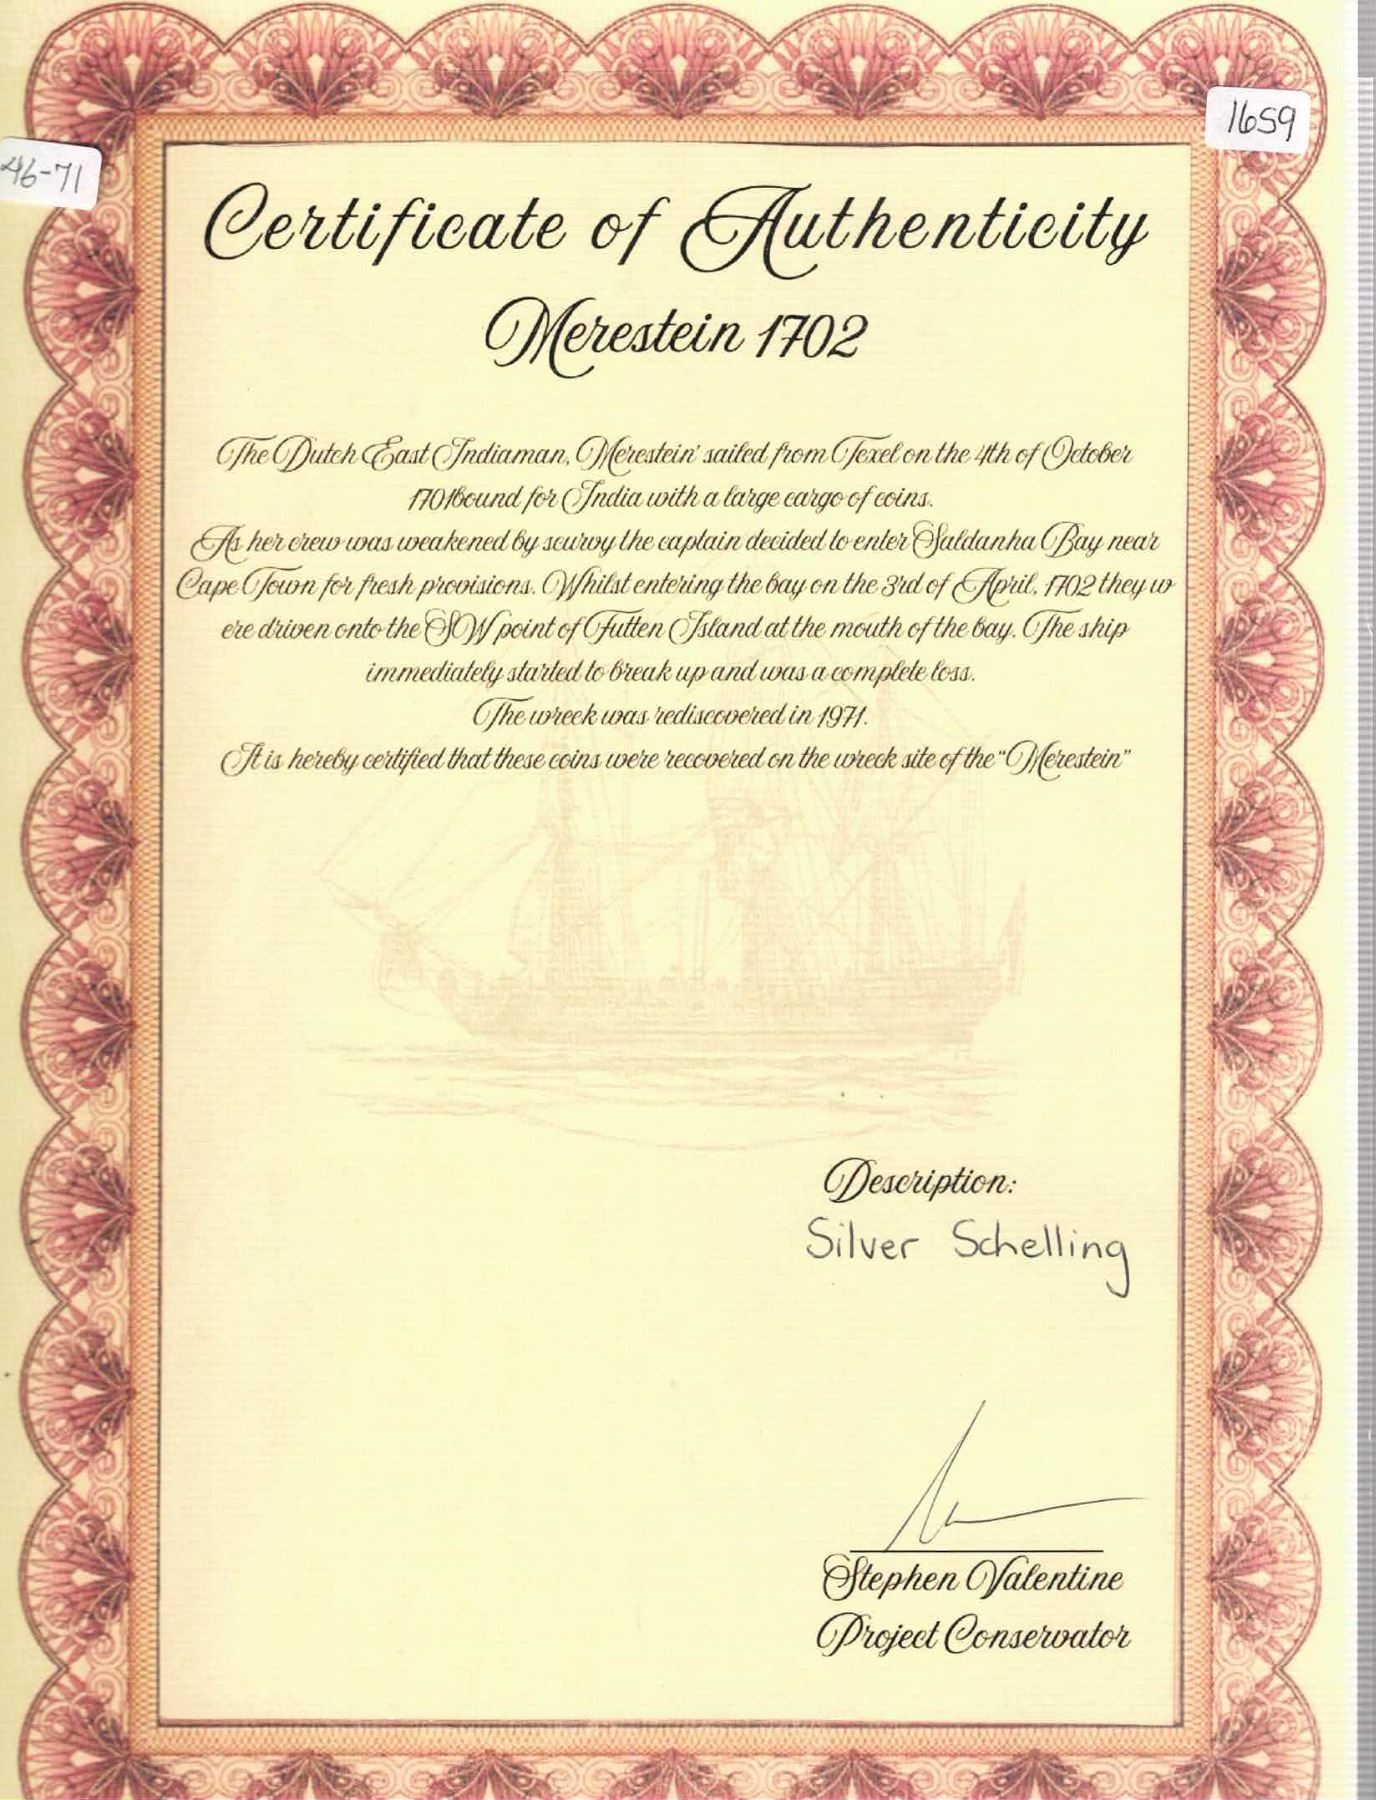 46-71
1659
Certificate of Authenticity
Merestein 1702
The Dutch East Indiaman, Merestein' sailed from Texel on the 4th of October
1701bound for India with a large cargo of coins.
As her crew was weakened by scurvy the captain decided to enter Saldanha Bay near
Cape Town for fresh provisions. Whilst entering the bay on the 3rd of April, 1702 they w
ere driven onto the SW point of Jutten Island at the mouth of the bay. The ship
immediately started to break up and was a complete loss.
The wreck was rediscovered in 1971.
It is hereby certified that these coins were recovered on the wreck site of the "Merestein"
Description:
Silver Schelling
Stephen Valentine
Project Conservator